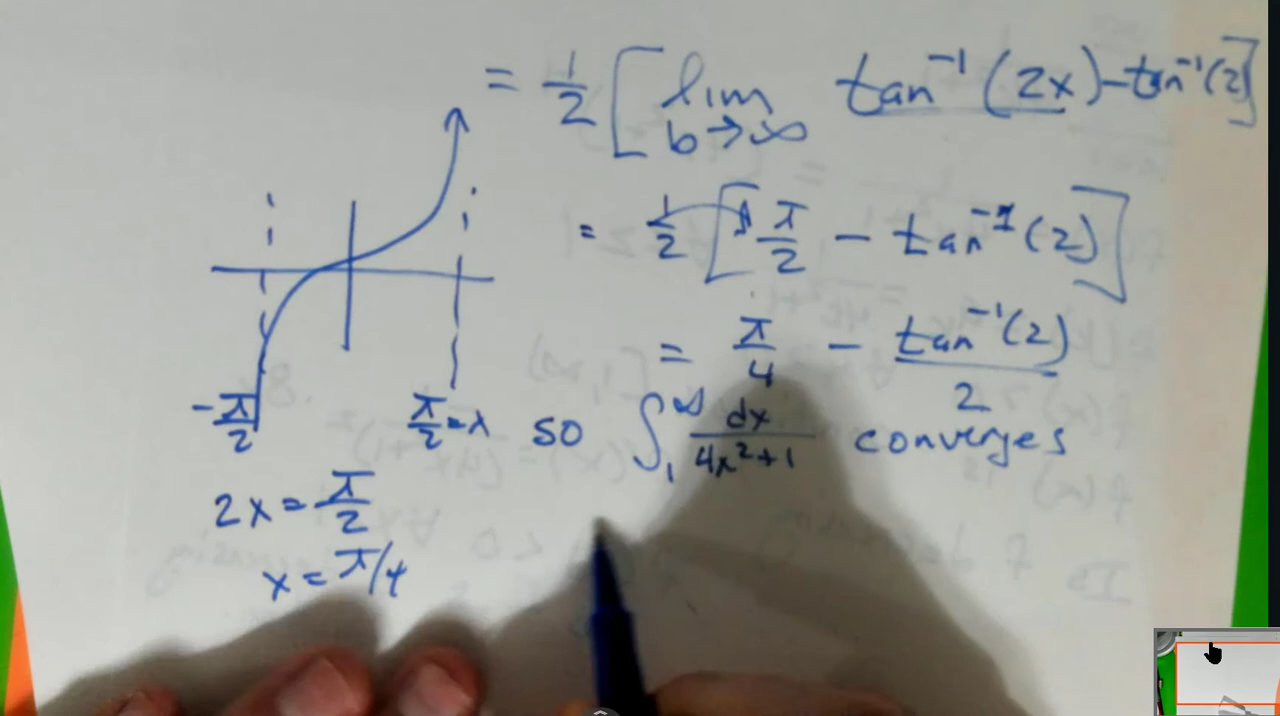 = 1/2 [ lim b→∞ tan⁻¹(2x) – tan⁻¹(2) ]
= 1/2 [ π/2 – tan⁻¹(2) ]
= π/4 – tan⁻¹(2)/2
-π/2
π/2 = x
so ∫₁^∞ dx/(4x²+1) converges
2x = π/2
x = π/4